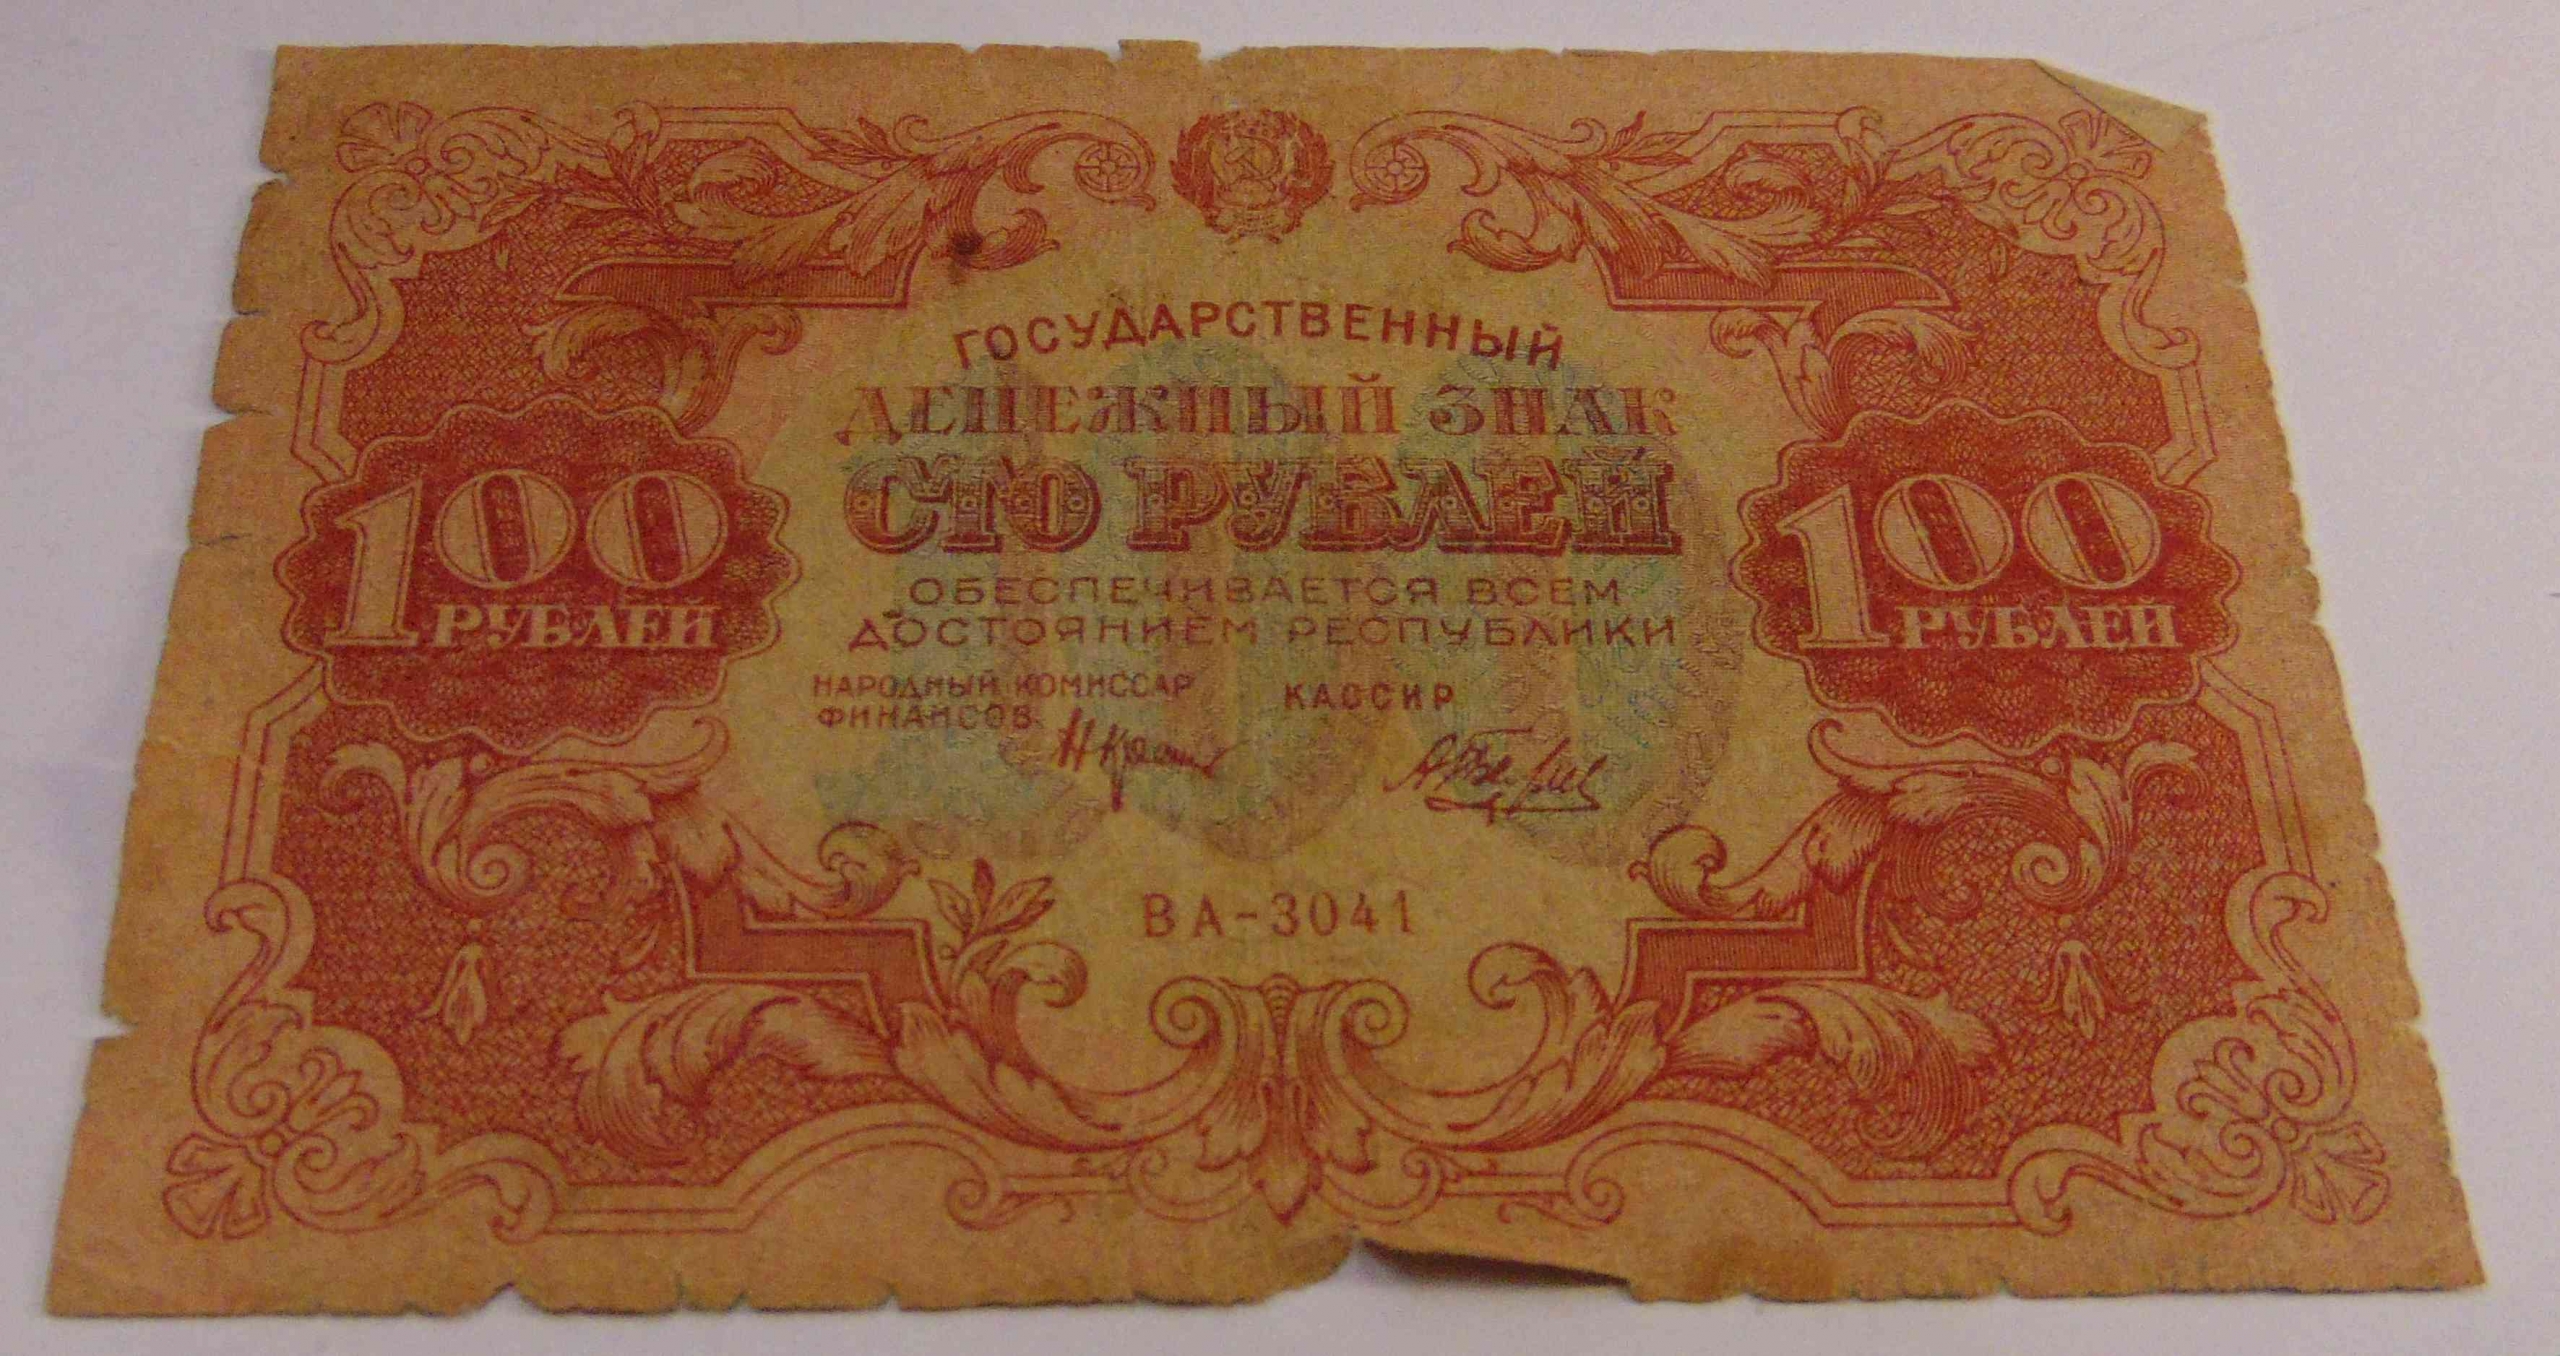 ГОСУДАРСТВЕННЫЙ
ДЕНЕЖНЫЙ ЗНАК
СТО РУБЛЕЙ
100
РУБЛЕЙ
100
РУБЛЕЙ
ОБЕСПЕЧИВАЕТСЯ ВСЕМ
ДОСТОЯНИЕМ РЕСПУБЛИКИ
НАРОДНЫЙ КОМИССАР
ФИНАНСОВ.
КАССИР
ВА-3041